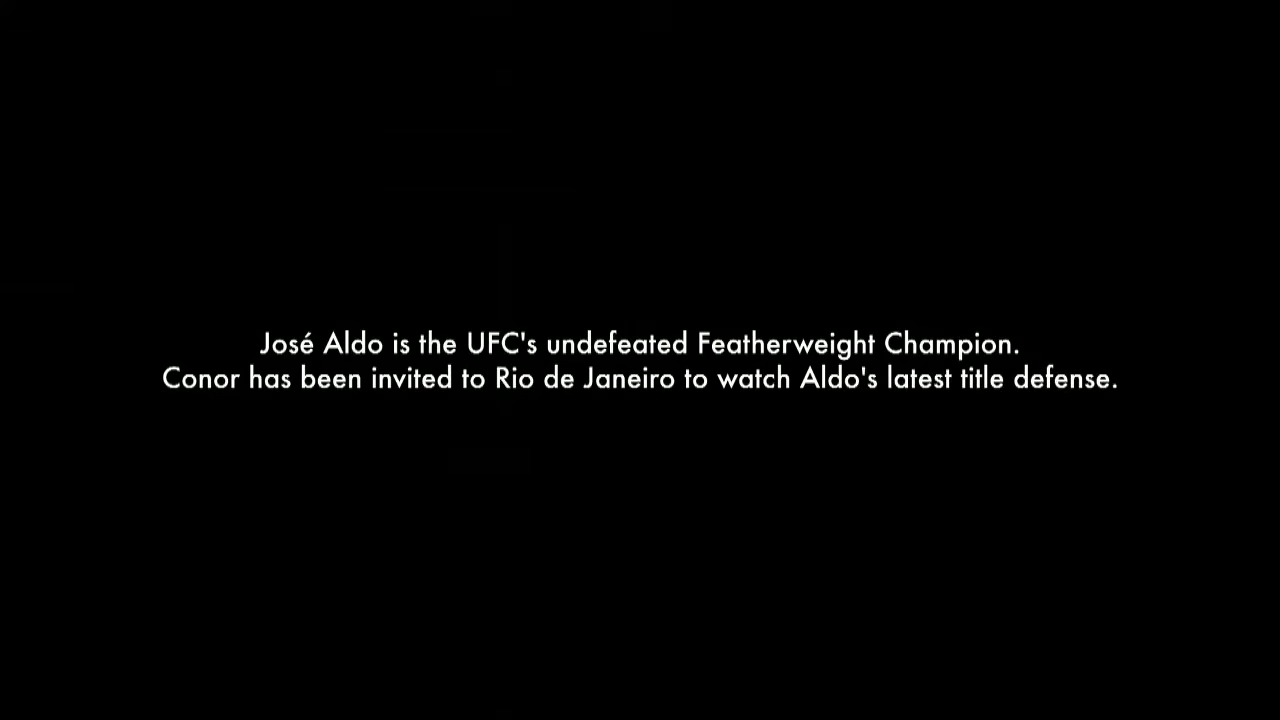 José Aldo is the UFC's undefeated Featherweight Champion.
Conor has been invited to Rio de Janeiro to watch Aldo's latest title defense.